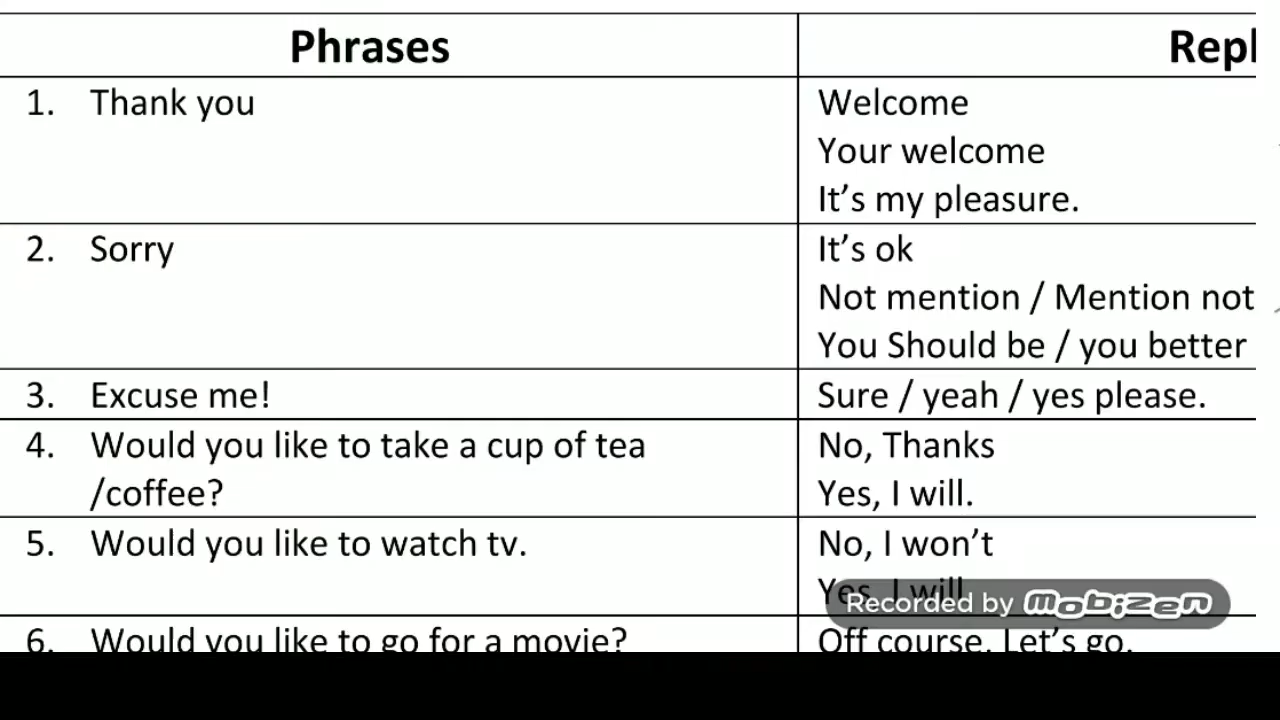 Phrases Repl
1. Thank you Welcome
Your welcome
It’s my pleasure.
2. Sorry It’s ok
Not mention / Mention not
You Should be / you better
3. Excuse me! Sure / yeah / yes please.
4. Would you like to take a cup of tea No, Thanks
/coffee? Yes, I will.
5. Would you like to watch tv. No, I won’t
Yes, I will
Recorded by mobizen
6. Would you like to go for a movie? Off course. Let’s go.